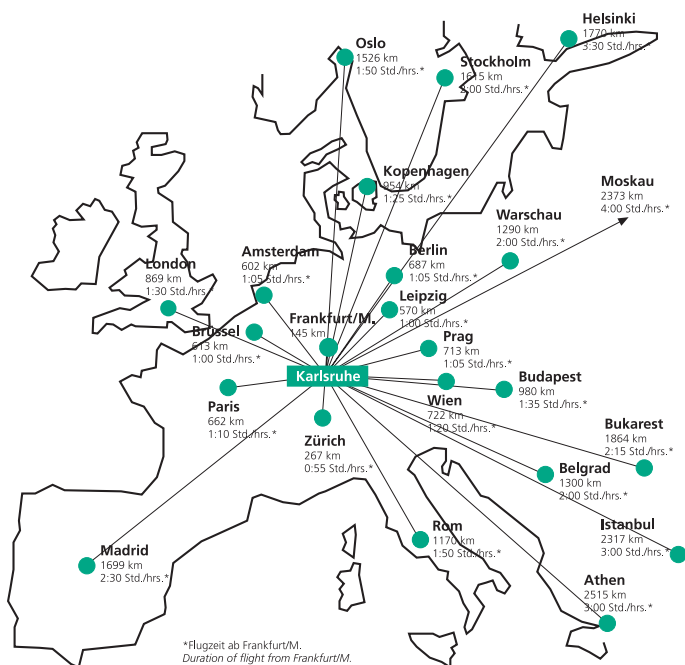 Helsinki
1770 km
3:30 Std./hrs.*
Oslo
1526 km
1:50 Std./hrs.*
Stockholm
1615 km
2:00 Std./hrs.*
Kopenhagen
954 km
1:25 Std./hrs.*
Moskau
2373 km
4:00 Std./hrs.*
Warschau
1290 km
2:00 Std./hrs.*
Amsterdam
602 km
1:05 Std./hrs.*
Berlin
687 km
1:05 Std./hrs.*
London
869 km
1:30 Std./hrs.*
Leipzig
570 km
1:00 Std./hrs.*
Frankfurt/M.
145 km
Brüssel
613 km
1:00 Std./hrs.*
Prag
713 km
1:05 Std./hrs.*
Karlsruhe
Budapest
980 km
1:35 Std./hrs.*
Paris
662 km
1:10 Std./hrs.*
Wien
722 km
1:20 Std./hrs.*
Zürich
267 km
0:55 Std./hrs.*
Bukarest
1864 km
2:15 Std./hrs.*
Belgrad
1300 km
2:00 Std./hrs.*
Rom
1170 km
1:50 Std./hrs.*
Istanbul
2317 km
3:00 Std./hrs.*
Madrid
1699 km
2:30 Std./hrs.*
Athen
2515 km
3:00 Std./hrs.*
*Flugzeit ab Frankfurt/M.
Duration of flight from Frankfurt/M.